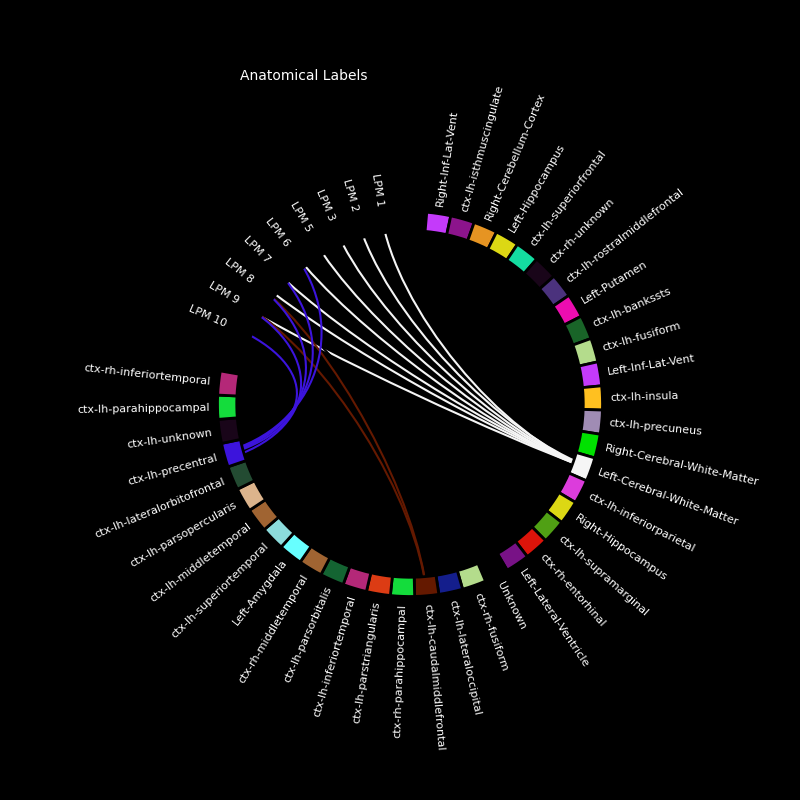 Anatomical Labels
LPM 1
LPM 2
LPM 3
LPM 5
LPM 6
LPM 7
LPM 8
LPM 9
LPM 10
ctx-rh-inferiortemporal
ctx-lh-parahippocampal
ctx-lh-unknown
ctx-lh-precentral
ctx-lh-lateralorbitofrontal
ctx-lh-parsopercularis
ctx-lh-middletemporal
ctx-lh-superiortemporal
Left-Amygdala
ctx-rh-middletemporal
ctx-lh-parsorbitalis
ctx-lh-inferiortemporal
ctx-lh-parstriangularis
ctx-rh-parahippocampal
ctx-lh-caudalmiddlefrontal
ctx-lh-lateraloccipital
ctx-rh-fusiform
Unknown
Left-Lateral-Ventricle
ctx-rh-entorhinal
ctx-lh-supramarginal
Right-Hippocampus
ctx-lh-inferiorparietal
Left-Cerebral-White-Matter
Right-Cerebral-White-Matter
ctx-lh-precuneus
ctx-lh-insula
Left-Inf-Lat-Vent
ctx-lh-fusiform
ctx-lh-bankssts
Left-Putamen
ctx-lh-rostralmiddlefrontal
ctx-rh-unknown
ctx-lh-superiorfrontal
Left-Hippocampus
Right-Cerebellum-Cortex
ctx-lh-isthmuscingulate
Right-Inf-Lat-Vent